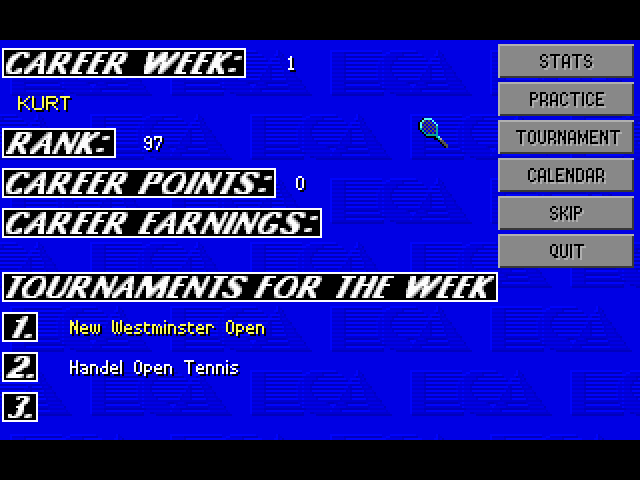 CAREER WEEK: 1
KURT
RANK: 97
CAREER POINTS: 0
CAREER EARNINGS:
TOURNAMENTS FOR THE WEEK
1. New Westminster Open
2. Handel Open Tennis
3.
STATS
PRACTICE
TOURNAMENT
CALENDAR
SKIP
QUIT